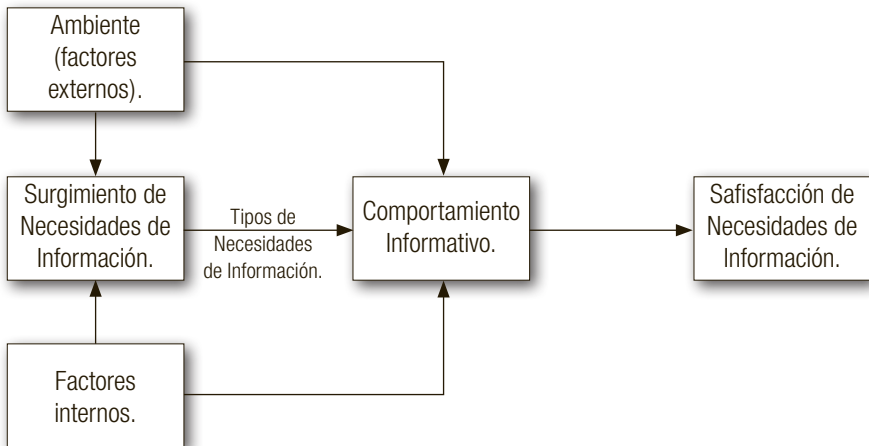 Ambiente
(factores
externos).
Surgimiento de
Necesidades de
Información.
Tipos de
Necesidades
de Información.
Comportamiento
Informativo.
Safisfacción de
Necesidades de
Información.
Factores
internos.